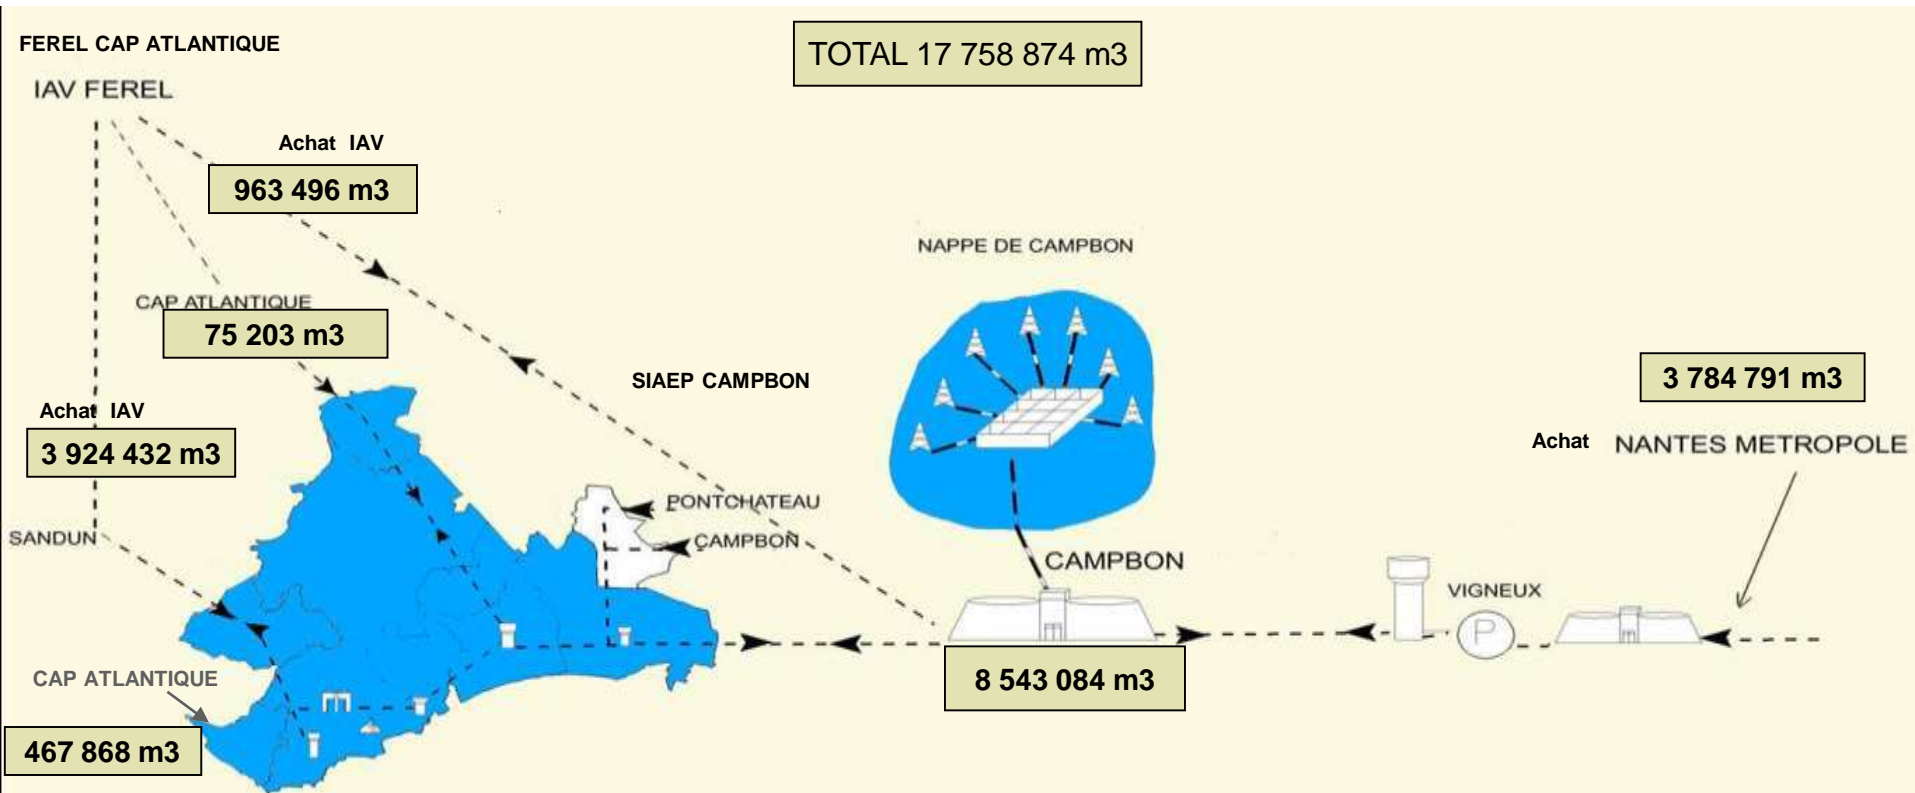 FEREL CAP ATLANTIQUE
TOTAL 17 758 874 m3
IAV FEREL
Achat IAV
963 496 m3
NAPPE DE CAMPBON
CAP ATLANTIQUE
75 203 m3
SIAEP CAMPBON
3 784 791 m3
Achat IAV
3 924 432 m3
Achat NANTES METROPOLE
PONTCHATEAU
SANDUN
CAMPBON
CAMPBON
VIGNEUX
P
CAP ATLANTIQUE
8 543 084 m3
467 868 m3